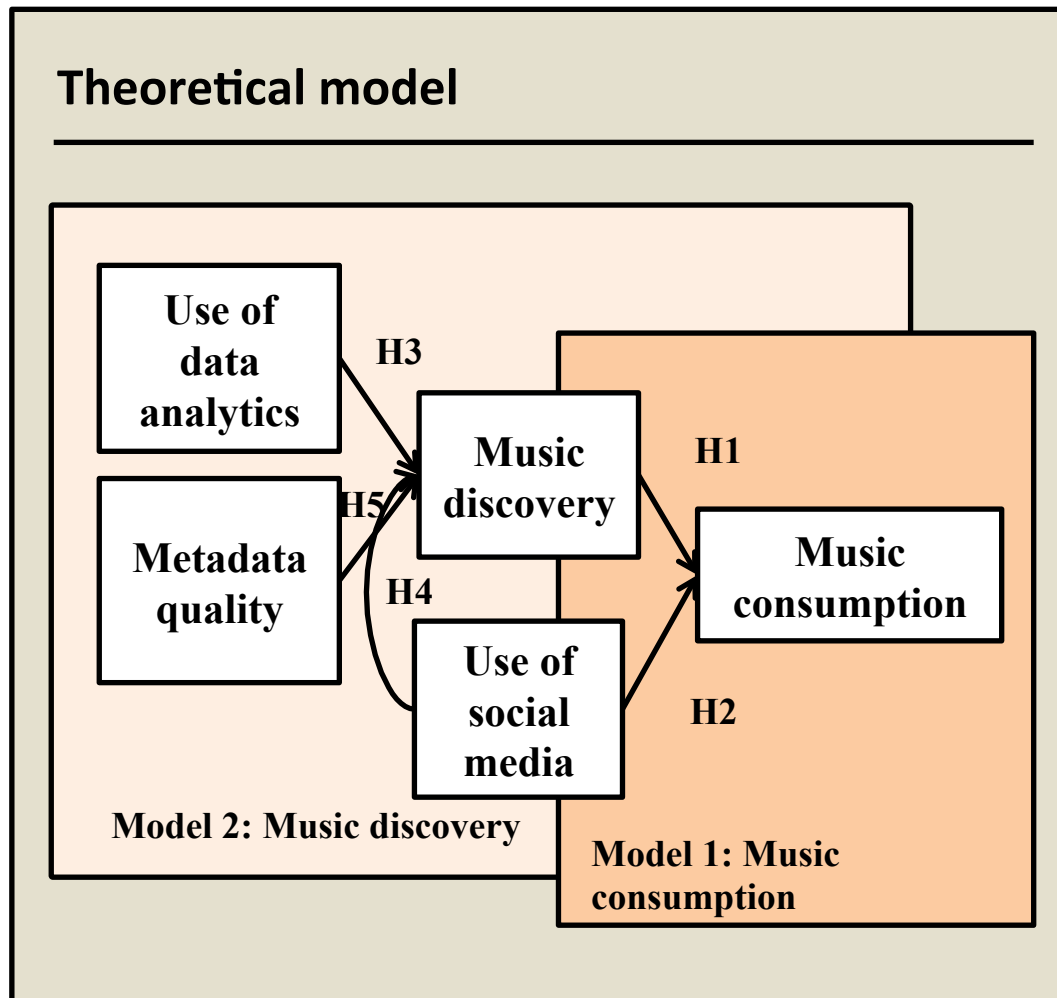 Theoretical model
Use of
data
analytics
H3
Music
discovery
H1
H5
Metadata
quality
H4
Music
consumption
Use of
social
media
H2
Model 2: Music discovery
Model 1: Music
consumption